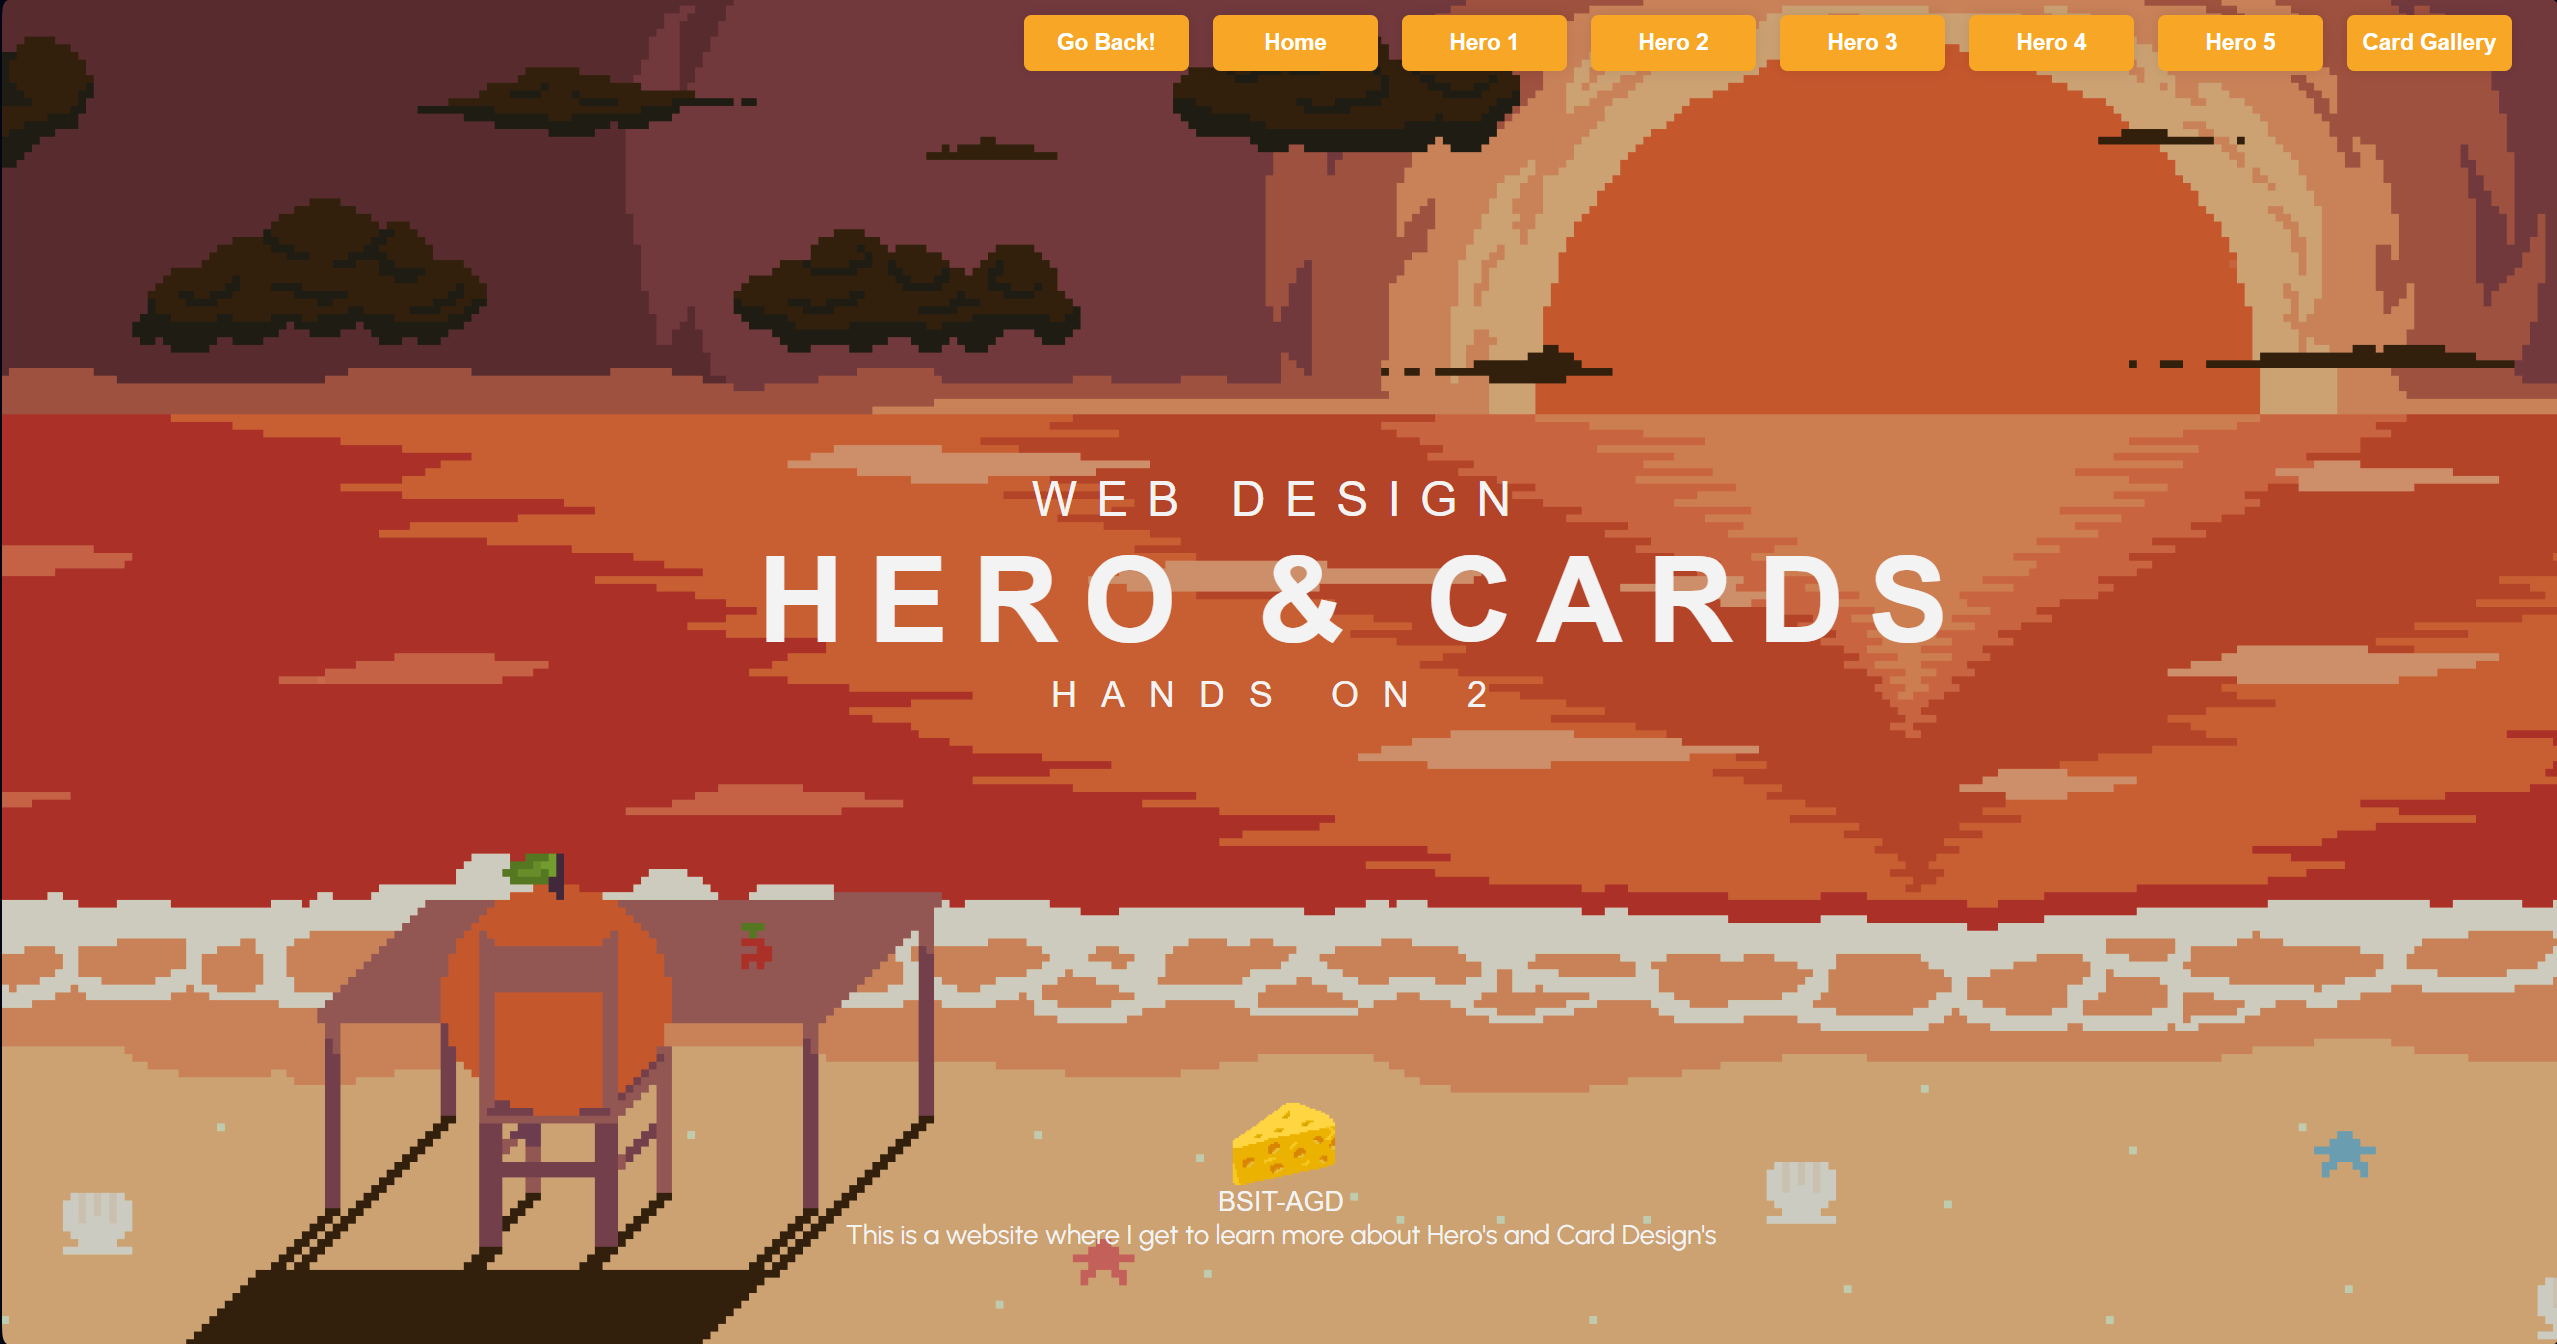 Go Back! Home Hero 1 Hero 2 Hero 3 Hero 4 Hero 5 Card Gallery
WEB DESIGN
HERO & CARDS
HANDS ON 2
BSIT-AGD
This is a website where I get to learn more about Hero's and Card Design's